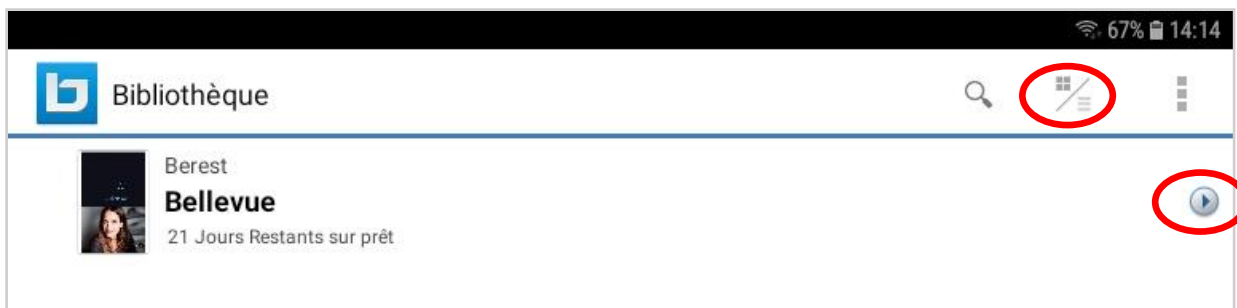 67% 14:14
Bibliothèque
Berest
Bellevue
21 Jours Restants sur prêt